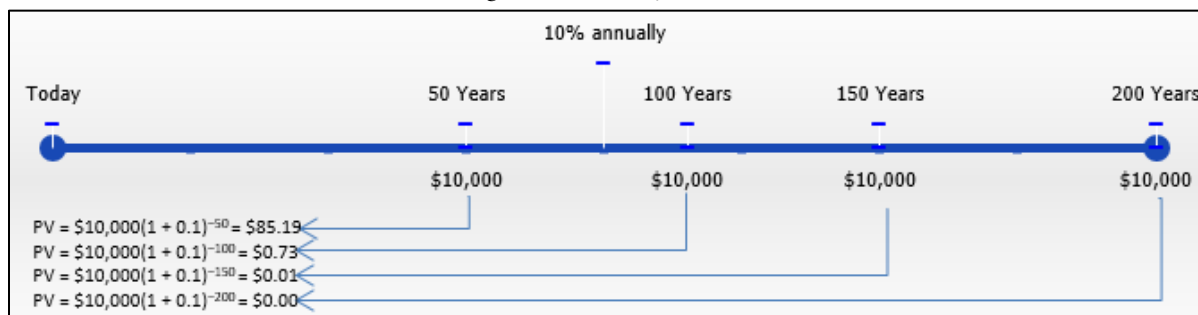 10% annually
Today 50 Years 100 Years 150 Years 200 Years
$10,000 $10,000 $10,000 $10,000
PV = $10,000(1 + 0.1)⁻⁵⁰ = $85.19
PV = $10,000(1 + 0.1)⁻¹⁰⁰ = $0.73
PV = $10,000(1 + 0.1)⁻¹⁵⁰ = $0.01
PV = $10,000(1 + 0.1)⁻²⁰⁰ = $0.00